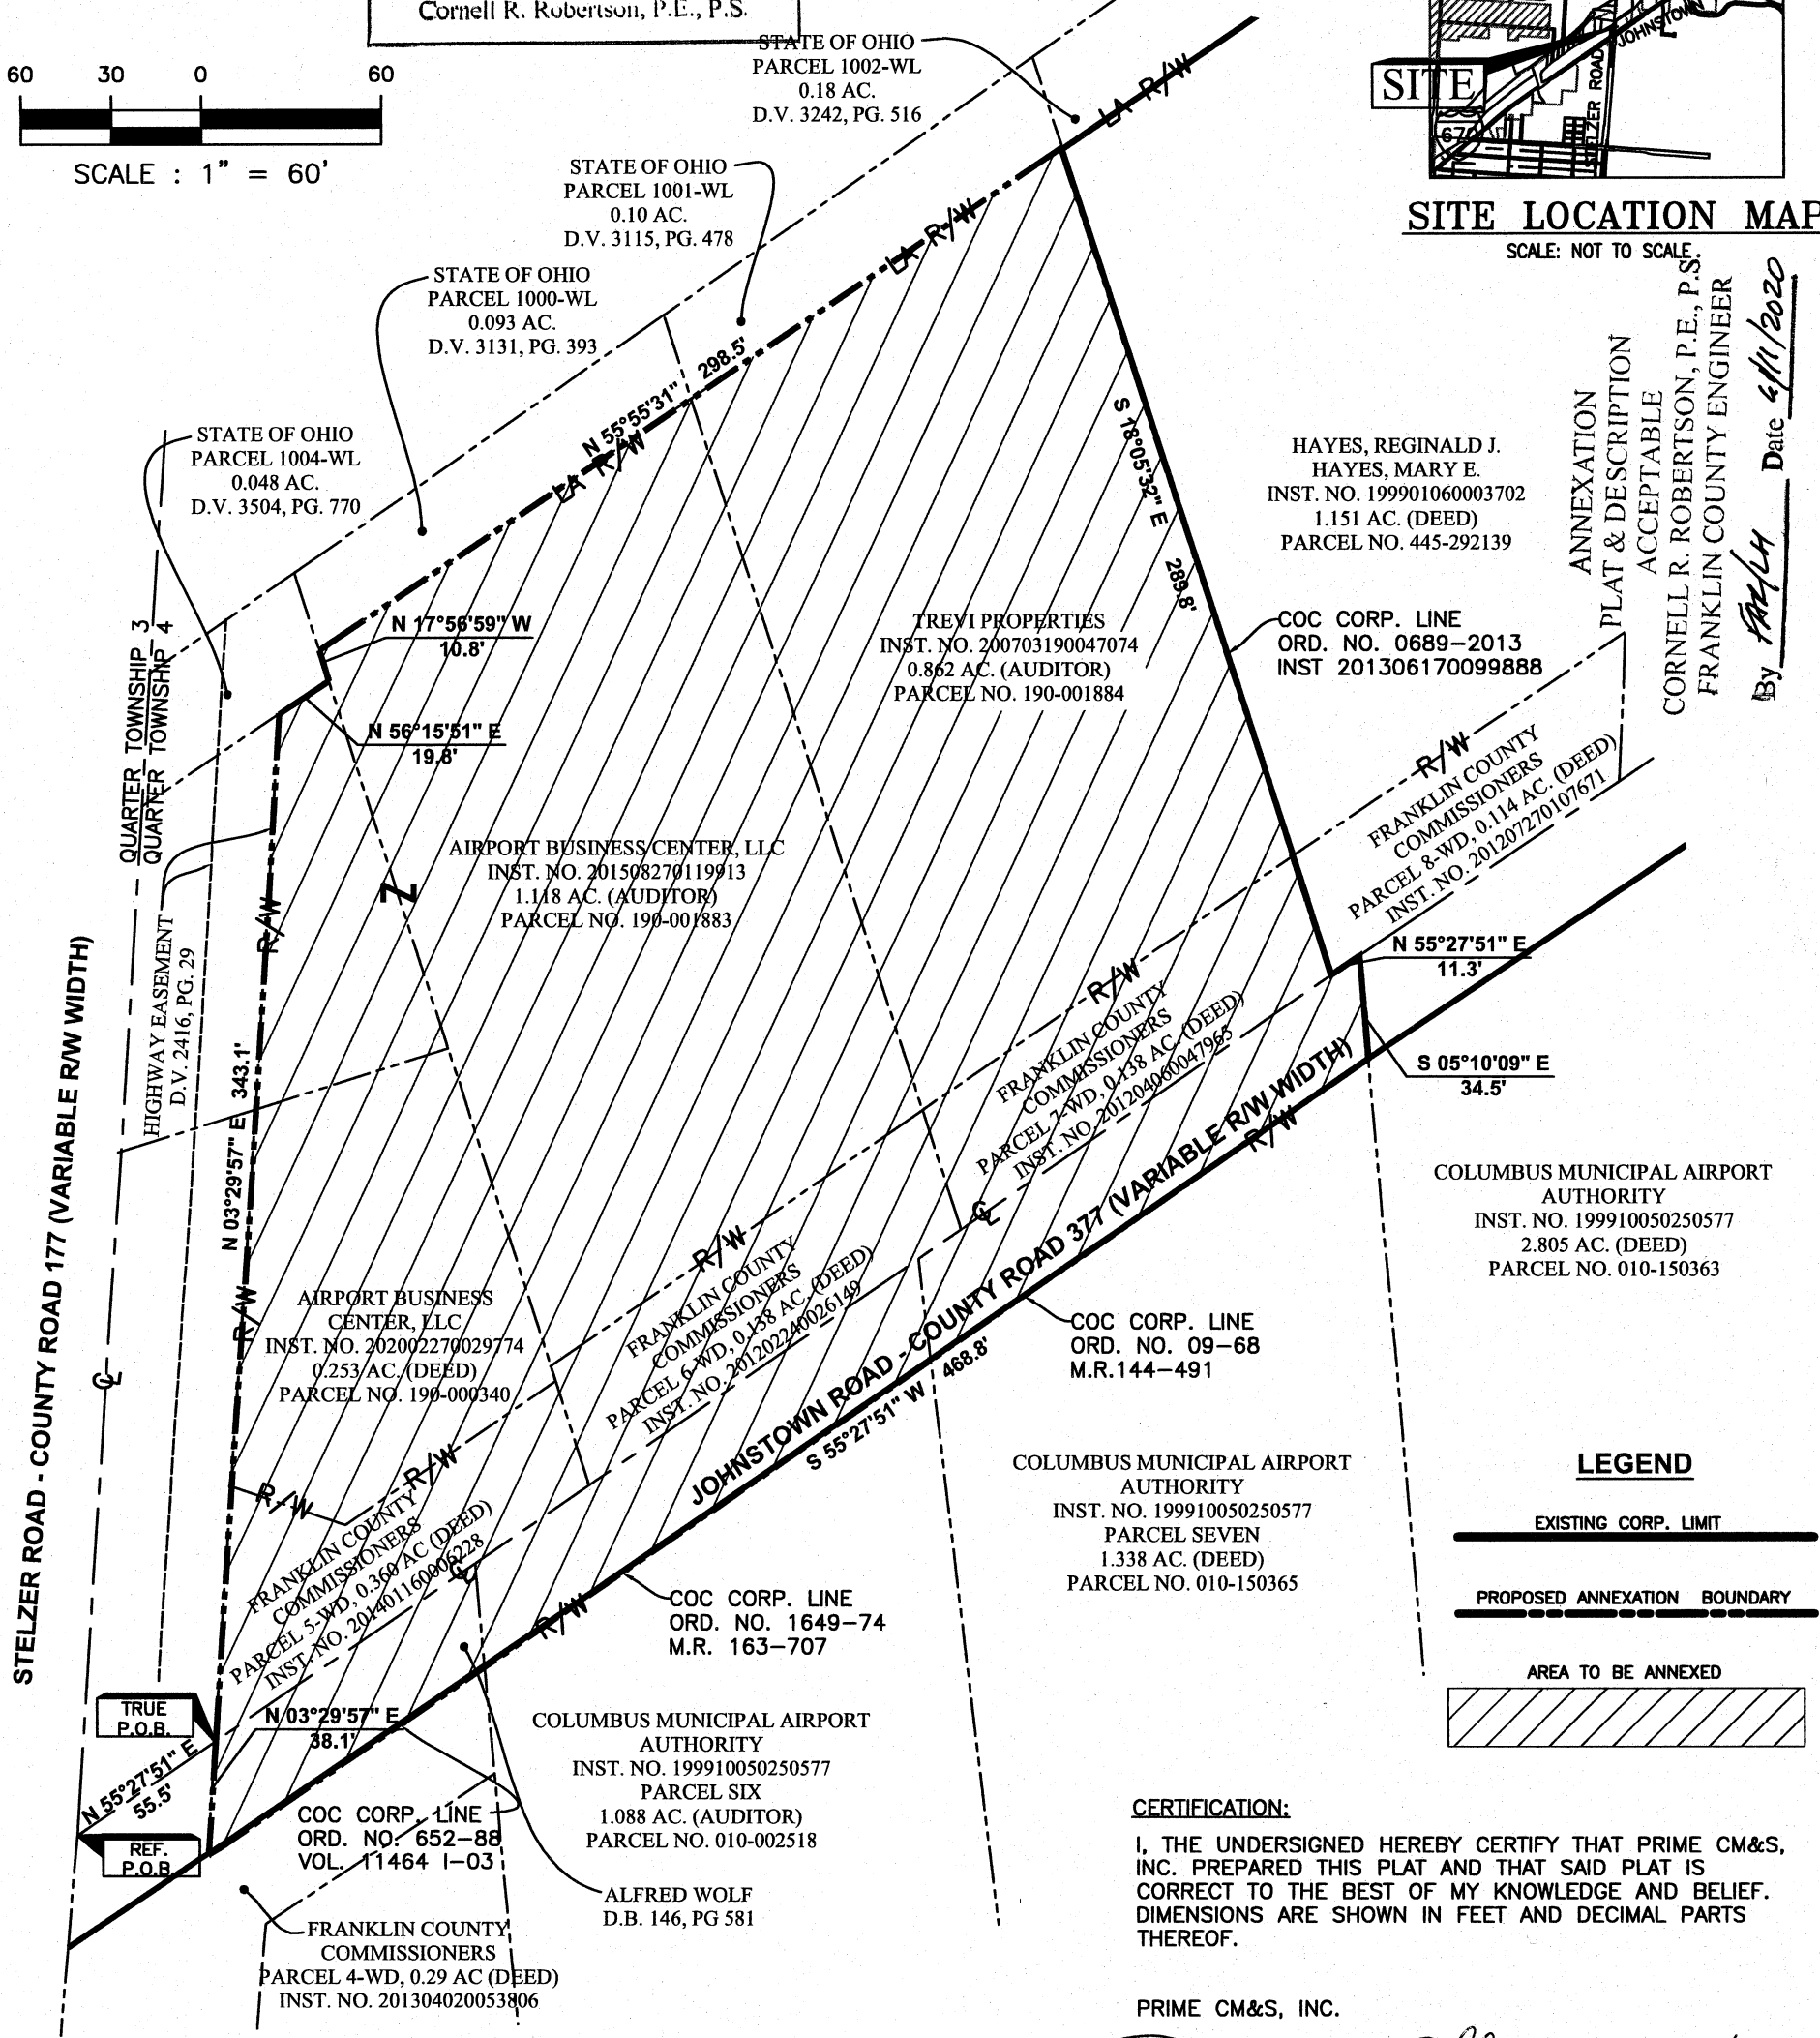 Cornell R. Robertson, P.E., P.S.
60 30 0 60
SCALE : 1" = 60'
STATE OF OHIO
PARCEL 1002-WL
0.18 AC.
D.V. 3242, PG. 516
LA R/W
JOHNSTOWN
SITE
STELZER ROAD
670
SITE LOCATION MAP
SCALE: NOT TO SCALE.
STATE OF OHIO
PARCEL 1001-WL
0.10 AC.
D.V. 3115, PG. 478
LA R/W
STATE OF OHIO
PARCEL 1000-WL
0.093 AC.
D.V. 3131, PG. 393
N 55°55'31" 298.5'
LA R/W
STATE OF OHIO
PARCEL 1004-WL
0.048 AC.
D.V. 3504, PG. 770
S 18°05'32" E 289.8'
HAYES, REGINALD J.
HAYES, MARY E.
INST. NO. 199901060003702
1.151 AC. (DEED)
PARCEL NO. 445-292139
ANNEXATION
PLAT & DESCRIPTION
ACCEPTABLE
CORNELL R. ROBERTSON, P.E., P.S.
FRANKLIN COUNTY ENGINEER
By Date 6/11/2020
N 17°56'59" W
10.8'
TREVI PROPERTIES
INST. NO. 200703190047074
0.862 AC. (AUDITOR)
PARCEL NO. 190-001884
COC CORP. LINE
ORD. NO. 0689-2013
INST 201306170099888
QUARTER TOWNSHIP 3
QUARTER TOWNSHIP 4
N 56°15'51" E
19.8'
R/W
FRANKLIN COUNTY
COMMISSIONERS
PARCEL 8-WD, 0.114 AC. (DEED)
INST. NO. 201207270107671
AIRPORT BUSINESS CENTER, LLC
INST. NO. 201508270119913
1.118 AC. (AUDITOR)
PARCEL NO. 190-001883
Z
R/W
HIGHWAY EASEMENT
D.V. 2416, PG. 29
N 55°27'51" E
11.3'
R/W
FRANKLIN COUNTY
COMMISSIONERS
PARCEL 7-WD, 0.138 AC. (DEED)
INST. NO. 201204060047965
S 05°10'09" E
34.5'
N 03°29'57" E 343.1'
STELZER ROAD - COUNTY ROAD 177 (VARIABLE R/W WIDTH)
R/W
COLUMBUS MUNICIPAL AIRPORT
AUTHORITY
INST. NO. 199910050250577
2.805 AC. (DEED)
PARCEL NO. 010-150363
R/W
FRANKLIN COUNTY
COMMISSIONERS
PARCEL 6-WD, 0.138 AC. (DEED)
INST. NO. 201202240026149
R/W
AIRPORT BUSINESS
CENTER, LLC
INST. NO. 202002270029774
0.253 AC. (DEED)
PARCEL NO. 190-000340
CL
CL
COC CORP. LINE
ORD. NO. 09-68
M.R.144-491
JOHNSTOWN ROAD - COUNTY ROAD 377 (VARIABLE R/W WIDTH)
S 55°27'51" W 468.8'
COLUMBUS MUNICIPAL AIRPORT
AUTHORITY
INST. NO. 199910050250577
PARCEL SEVEN
1.338 AC. (DEED)
PARCEL NO. 010-150365
LEGEND
EXISTING CORP. LIMIT
PROPOSED ANNEXATION BOUNDARY
AREA TO BE ANNEXED
R/W
R/W
FRANKLIN COUNTY
COMMISSIONERS
PARCEL 5-WD, 0.360 AC (DEED)
INST. NO. 201401160006228
CL
R/W
COC CORP. LINE
ORD. NO. 1649-74
M.R. 163-707
TRUE
P.O.B.
N 03°29'57" E
38.1'
N 55°27'51" E
55.5'
REF.
P.O.B.
COC CORP. LINE
ORD. NO. 652-88
VOL. 11464 I-03
COLUMBUS MUNICIPAL AIRPORT
AUTHORITY
INST. NO. 199910050250577
PARCEL SIX
1.088 AC. (AUDITOR)
PARCEL NO. 010-002518
ALFRED WOLF
D.B. 146, PG 581
FRANKLIN COUNTY
COMMISSIONERS
PARCEL 4-WD, 0.29 AC (DEED)
INST. NO. 201304020053806
CERTIFICATION:
I, THE UNDERSIGNED HEREBY CERTIFY THAT PRIME CM&S,
INC. PREPARED THIS PLAT AND THAT SAID PLAT IS
CORRECT TO THE BEST OF MY KNOWLEDGE AND BELIEF.
DIMENSIONS ARE SHOWN IN FEET AND DECIMAL PARTS
THEREOF.
PRIME CM&S, INC.